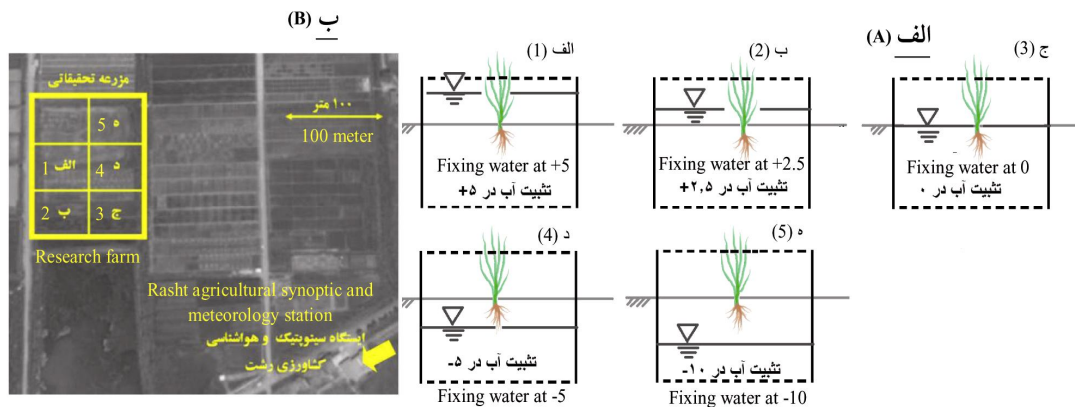 (B) ب
مزرعه تحقیقاتی
۱۰۰ متر
100 meter
5 ه
1 الف
4 د
2 ب
3 ج
Research farm
Rasht agricultural synoptic and
meteorology station
ایستگاه سینوپتیک و هواشناسی
کشاورزی رشت
(A) الف
الف (1)
Fixing water at +5
تثبیت آب در ۵+
ب (2)
Fixing water at +2.5
تثبیت آب در ۲٫۵+
ج (3)
Fixing water at 0
تثبیت آب در ۰
د (4)
تثبیت آب در ۵-
Fixing water at -5
ه (5)
تثبیت آب در ۱۰-
Fixing water at -10